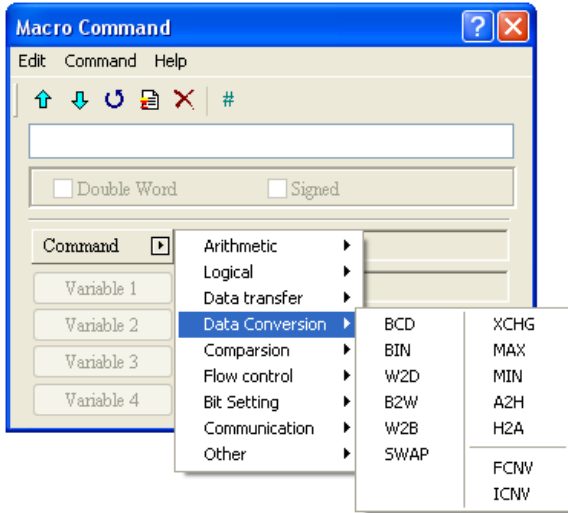 Macro Command
Edit Command Help
#
Double Word Signed
Command
Variable 1
Variable 2
Variable 3
Variable 4
Arithmetic
Logical
Data transfer
Data Conversion
Comparsion
Flow control
Bit Setting
Communication
Other
BCD
BIN
W2D
B2W
W2B
SWAP
XCHG
MAX
MIN
A2H
H2A
FCNV
ICNV